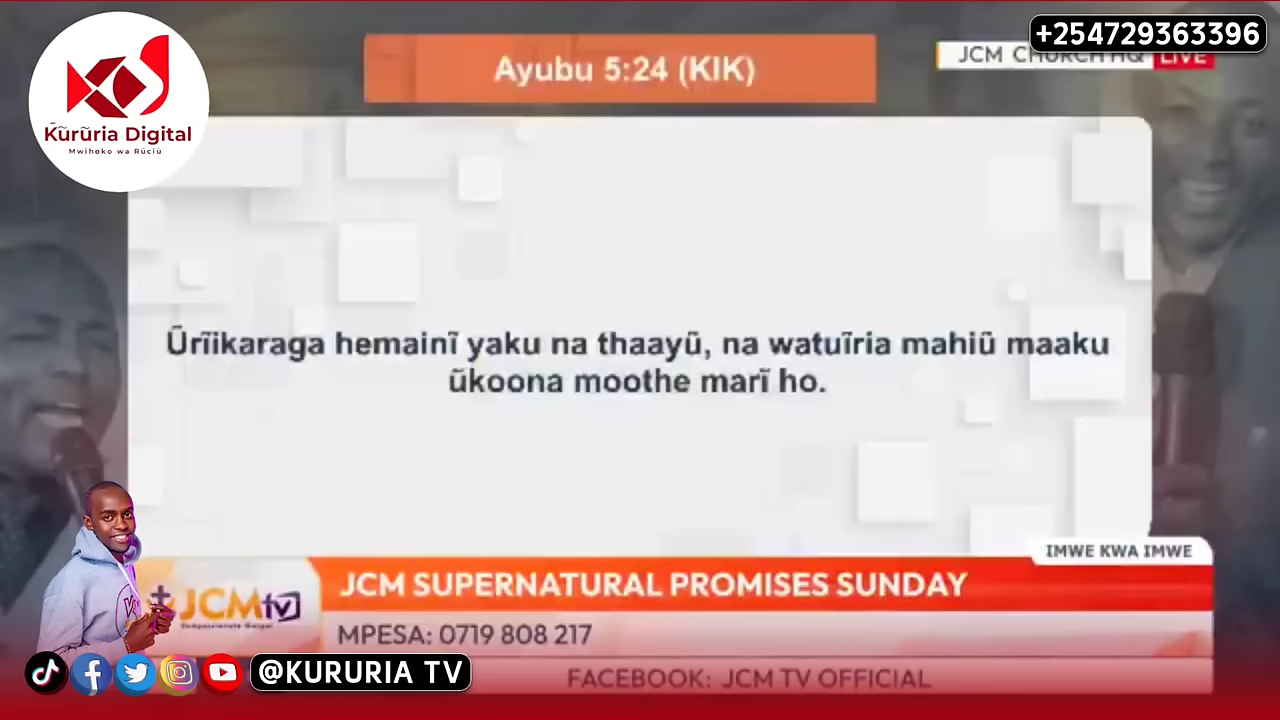 +254729363396
JCM CHURCH HQ LIVE
Ayubu 5:24 (KIK)
Kũrũria Digital
Mwihoko wa Rũciũ
Ũrĩikaraga hemainĩ yaku na thaayũ, na watuĩria mahiũ maaku
ũkoona moothe marĩ ho.
IMWE KWA IMWE
JCM SUPERNATURAL PROMISES SUNDAY
JCMtv
MPESA: 0719 808 217
@KURURIA TV
FACEBOOK: JCM TV OFFICIAL